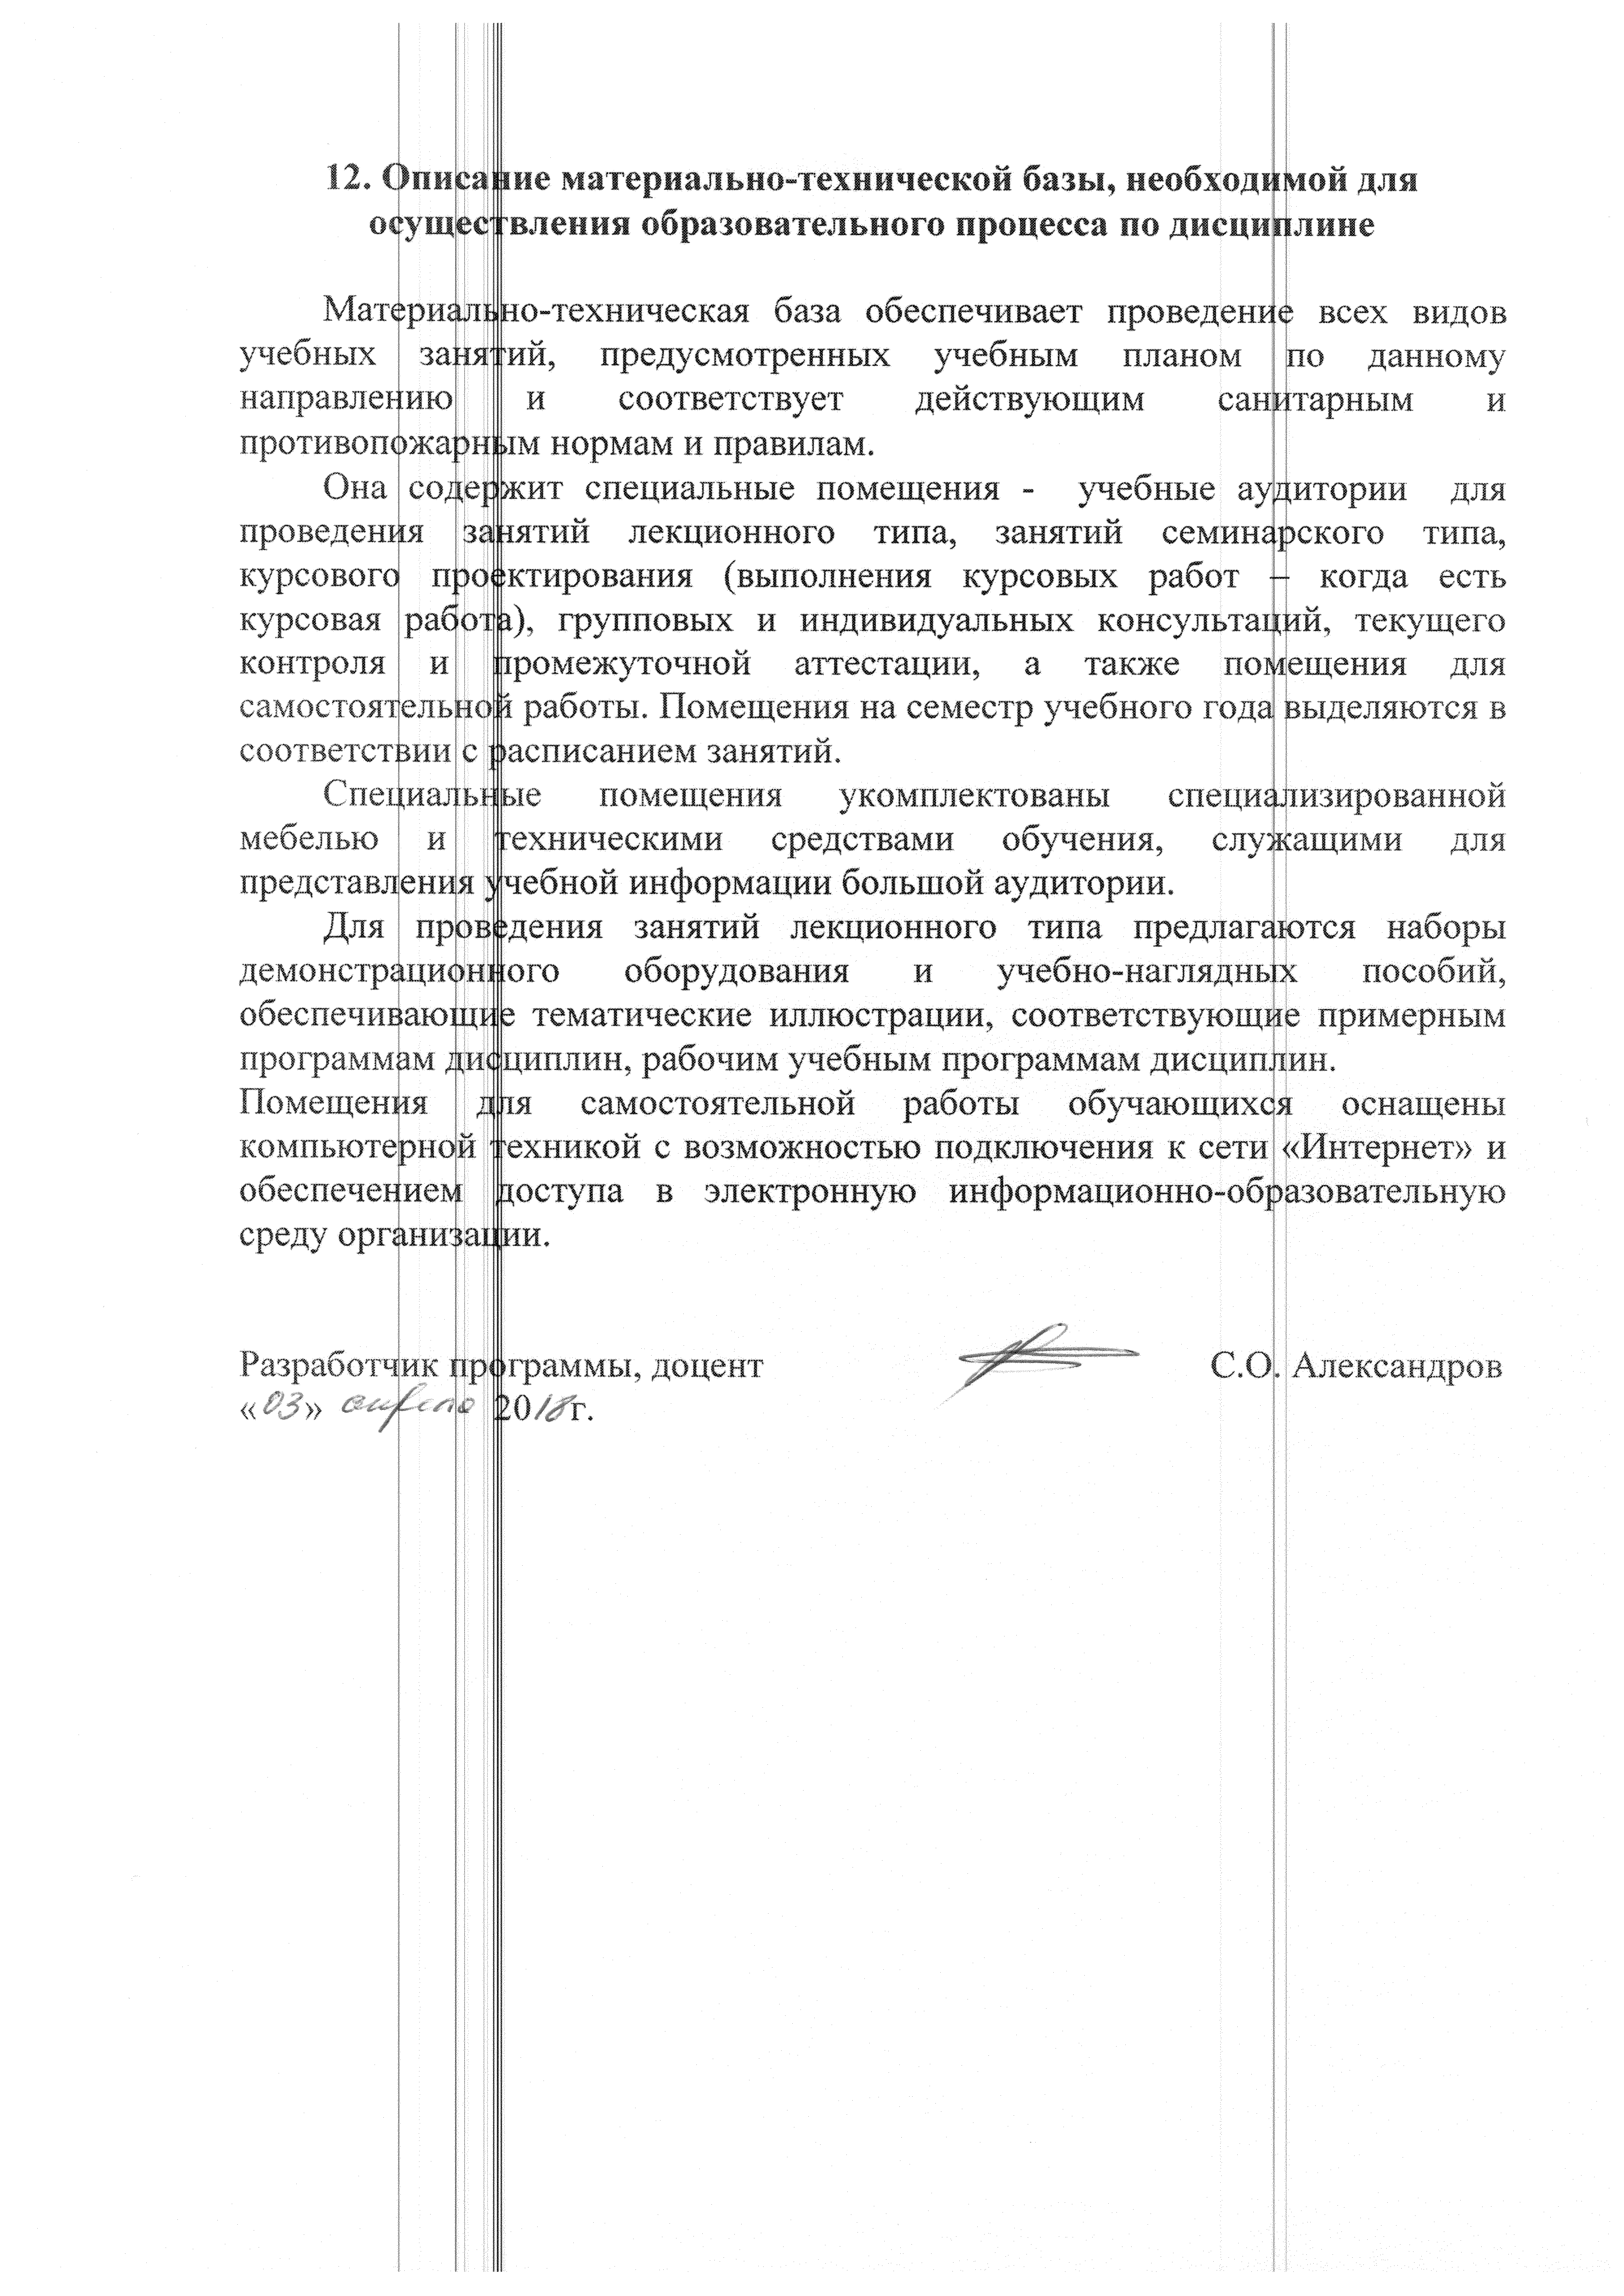 12. Описание материально-технической базы, необходимой для
осуществления образовательного процесса по дисциплине
Материально-техническая база обеспечивает проведение всех видов
учебных занятий, предусмотренных учебным планом по данному
направлению и соответствует действующим санитарным и
противопожарным нормам и правилам.
Она содержит специальные помещения - учебные аудитории для
проведения занятий лекционного типа, занятий семинарского типа,
курсового проектирования (выполнения курсовых работ – когда есть
курсовая работа), групповых и индивидуальных консультаций, текущего
контроля и промежуточной аттестации, а также помещения для
самостоятельной работы. Помещения на семестр учебного года выделяются в
соответствии с расписанием занятий.
Специальные помещения укомплектованы специализированной
мебелью и техническими средствами обучения, служащими для
представления учебной информации большой аудитории.
Для проведения занятий лекционного типа предлагаются наборы
демонстрационного оборудования и учебно-наглядных пособий,
обеспечивающие тематические иллюстрации, соответствующие примерным
программам дисциплин, рабочим учебным программам дисциплин.
Помещения для самостоятельной работы обучающихся оснащены
компьютерной техникой с возможностью подключения к сети «Интернет» и
обеспечением доступа в электронную информационно-образовательную
среду организации.
Разработчик программы, доцент С.О. Александров
«03» апреля 2018г.